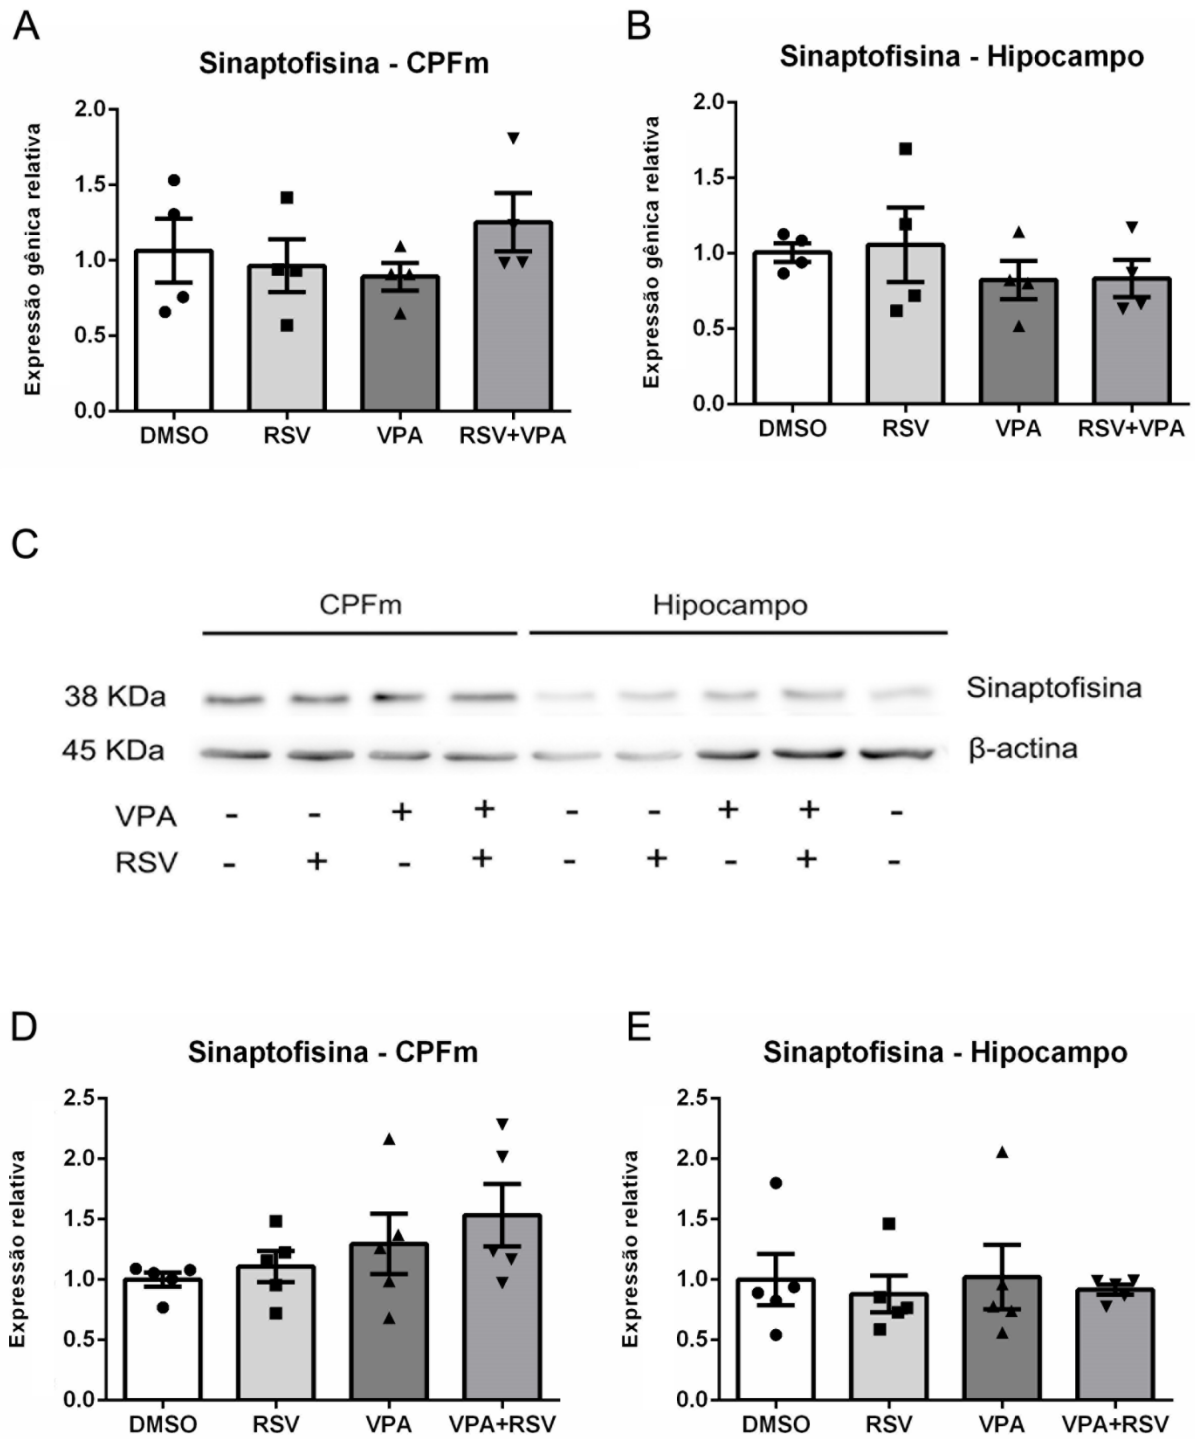 A
Sinaptofisina - CPFm
Expressão gênica relativa
2.0
1.5
1.0
0.5
0.0
DMSO RSV VPA RSV+VPA
B
Sinaptofisina - Hipocampo
Expressão gênica relativa
2.0
1.5
1.0
0.5
0.0
DMSO RSV VPA RSV+VPA
C
CPFm Hipocampo
38 KDa Sinaptofisina
45 KDa β-actina
VPA - - + + - - + + -
RSV - + - + - + - + -
D
Sinaptofisina - CPFm
Expressão relativa
2.5
2.0
1.5
1.0
0.5
0.0
DMSO RSV VPA VPA+RSV
E
Sinaptofisina - Hipocampo
Expressão relativa
2.5
2.0
1.5
1.0
0.5
0.0
DMSO RSV VPA VPA+RSV